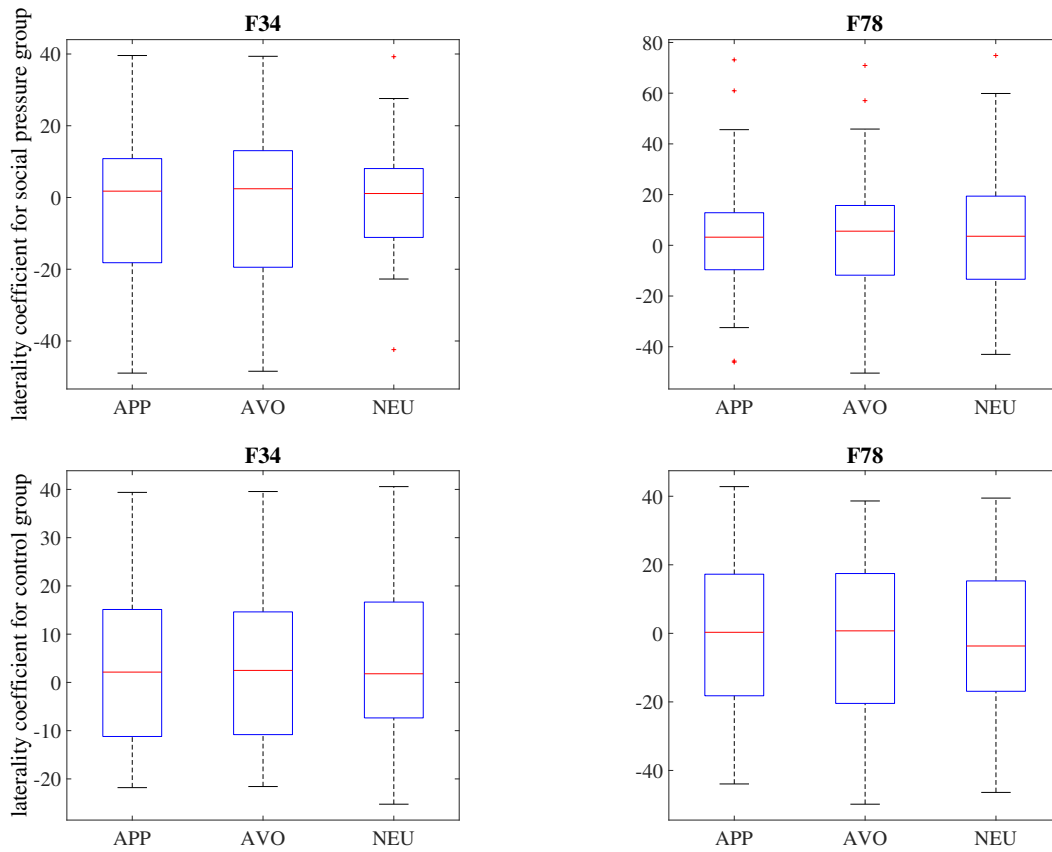 F34
laterality coefficient for social pressure group
40
20
0
-20
-40
APP AVO NEU
F78
80
60
40
20
0
-20
-40
APP AVO NEU
F34
laterality coefficient for control group
40
30
20
10
0
-10
-20
APP AVO NEU
F78
40
20
0
-20
-40
APP AVO NEU